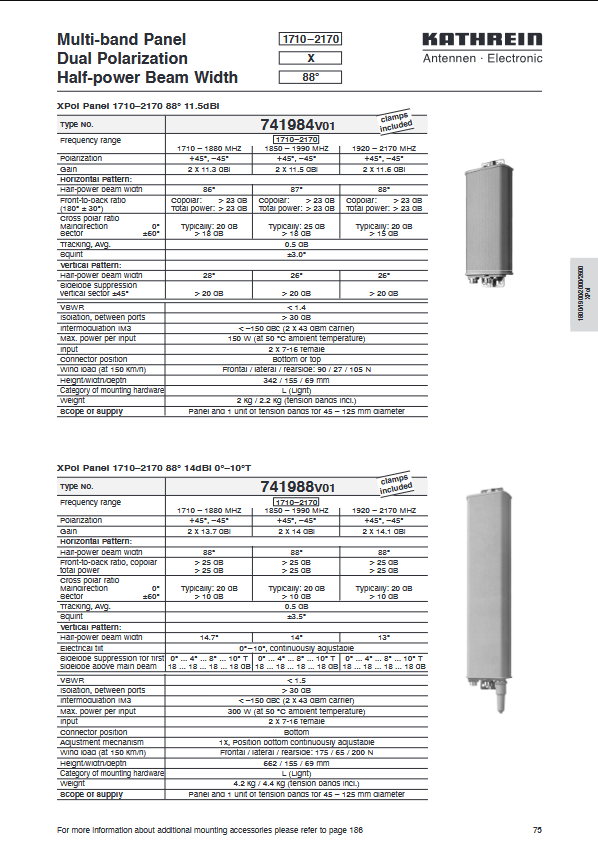 Multi-band Panel
Dual Polarization
Half-power Beam Width
1710–2170
X
88°
KATHREIN
Antennen · Electronic
XPol Panel 1710–2170 88° 11.5dBi
Type No. 741984V01 clamps included
Frequency range 1710–2170
1710 – 1880 MHz 1850 – 1990 MHz 1920 – 2170 MHz
Polarization +45°, –45° +45°, –45° +45°, –45°
Gain 2 x 11.3 dBi 2 x 11.5 dBi 2 x 11.6 dBi
Horizontal Pattern:
Half-power beam width 86° 87° 88°
Front-to-back ratio Copolar: > 23 dB Copolar: > 23 dB Copolar: > 23 dB
(180° ± 30°) Total power: > 23 dB Total power: > 23 dB Total power: > 23 dB
Cross polar ratio
Maindirection 0° Typically: 20 dB Typically: 25 dB Typically: 20 dB
Sector ±60° > 18 dB > 18 dB > 15 dB
Tracking, Avg. 0.5 dB
Squint ±3.0°
Vertical Pattern:
Half-power beam width 28° 26° 26°
Sidelobe suppression
vertical sector ±45° > 20 dB > 20 dB > 20 dB
VSWR < 1.4
Isolation, between ports > 30 dB
Intermodulation IM3 < –150 dBc (2 x 43 dBm carrier)
Max. power per input 150 W (at 50 °C ambient temperature)
Input 2 x 7-16 female
Connector position Bottom or top
Wind load (at 150 km/h) Frontal / lateral / rearside: 90 / 27 / 105 N
Height/width/depth 342 / 155 / 69 mm
Category of mounting hardware L (Light)
Weight 2 kg / 2.2 kg (tension bands incl.)
Scope of supply Panel and 1 unit of tension bands for 45 – 125 mm diameter
XPol Panel 1710–2170 88° 14dBi 0°–10°T
Type No. 741988V01 clamps included
Frequency range 1710–2170
1710 – 1880 MHz 1850 – 1990 MHz 1920 – 2170 MHz
Polarization +45°, –45° +45°, –45° +45°, –45°
Gain 2 x 13.7 dBi 2 x 14 dBi 2 x 14.1 dBi
Horizontal Pattern:
Half-power beam width 88° 88° 88°
Front-to-back ratio, copolar > 25 dB > 25 dB > 25 dB
total power > 25 dB > 25 dB > 25 dB
Cross polar ratio
Maindirection 0° Typically: 20 dB Typically: 20 dB Typically: 20 dB
Sector ±60° > 10 dB > 10 dB > 10 dB
Tracking, Avg. 0.5 dB
Squint ±3.5°
Vertical Pattern:
Half-power beam width 14.7° 14° 13°
Electrical tilt 0°–10°, continuously adjustable
Sidelobe suppression for first 0° ... 4° ... 8° ... 10° T 0° ... 4° ... 8° ... 10° T 0° ... 4° ... 8° ... 10° T
sidelobe above main beam 18 ... 18 ... 18 ... 18 dB 18 ... 18 ... 18 ... 18 dB 18 ... 18 ... 18 ... 18 dB
VSWR < 1.5
Isolation, between ports > 30 dB
Intermodulation IM3 < –150 dBc (2 x 43 dBm carrier)
Max. power per input 300 W (at 50 °C ambient temperature)
Input 2 x 7-16 female
Connector position Bottom
Adjustment mechanism 1x, Position bottom continuously adjustable
Wind load (at 150 km/h) Frontal / lateral / rearside: 175 / 65 / 200 N
Height/width/depth 662 / 155 / 69 mm
Category of mounting hardware L (Light)
Weight 4.2 kg / 4.4 kg (tension bands incl.)
Scope of supply Panel and 1 unit of tension bands for 45 – 125 mm diameter
XPol
1800/1900/2000/2200
For more information about additional mounting accessories please refer to page 186
75